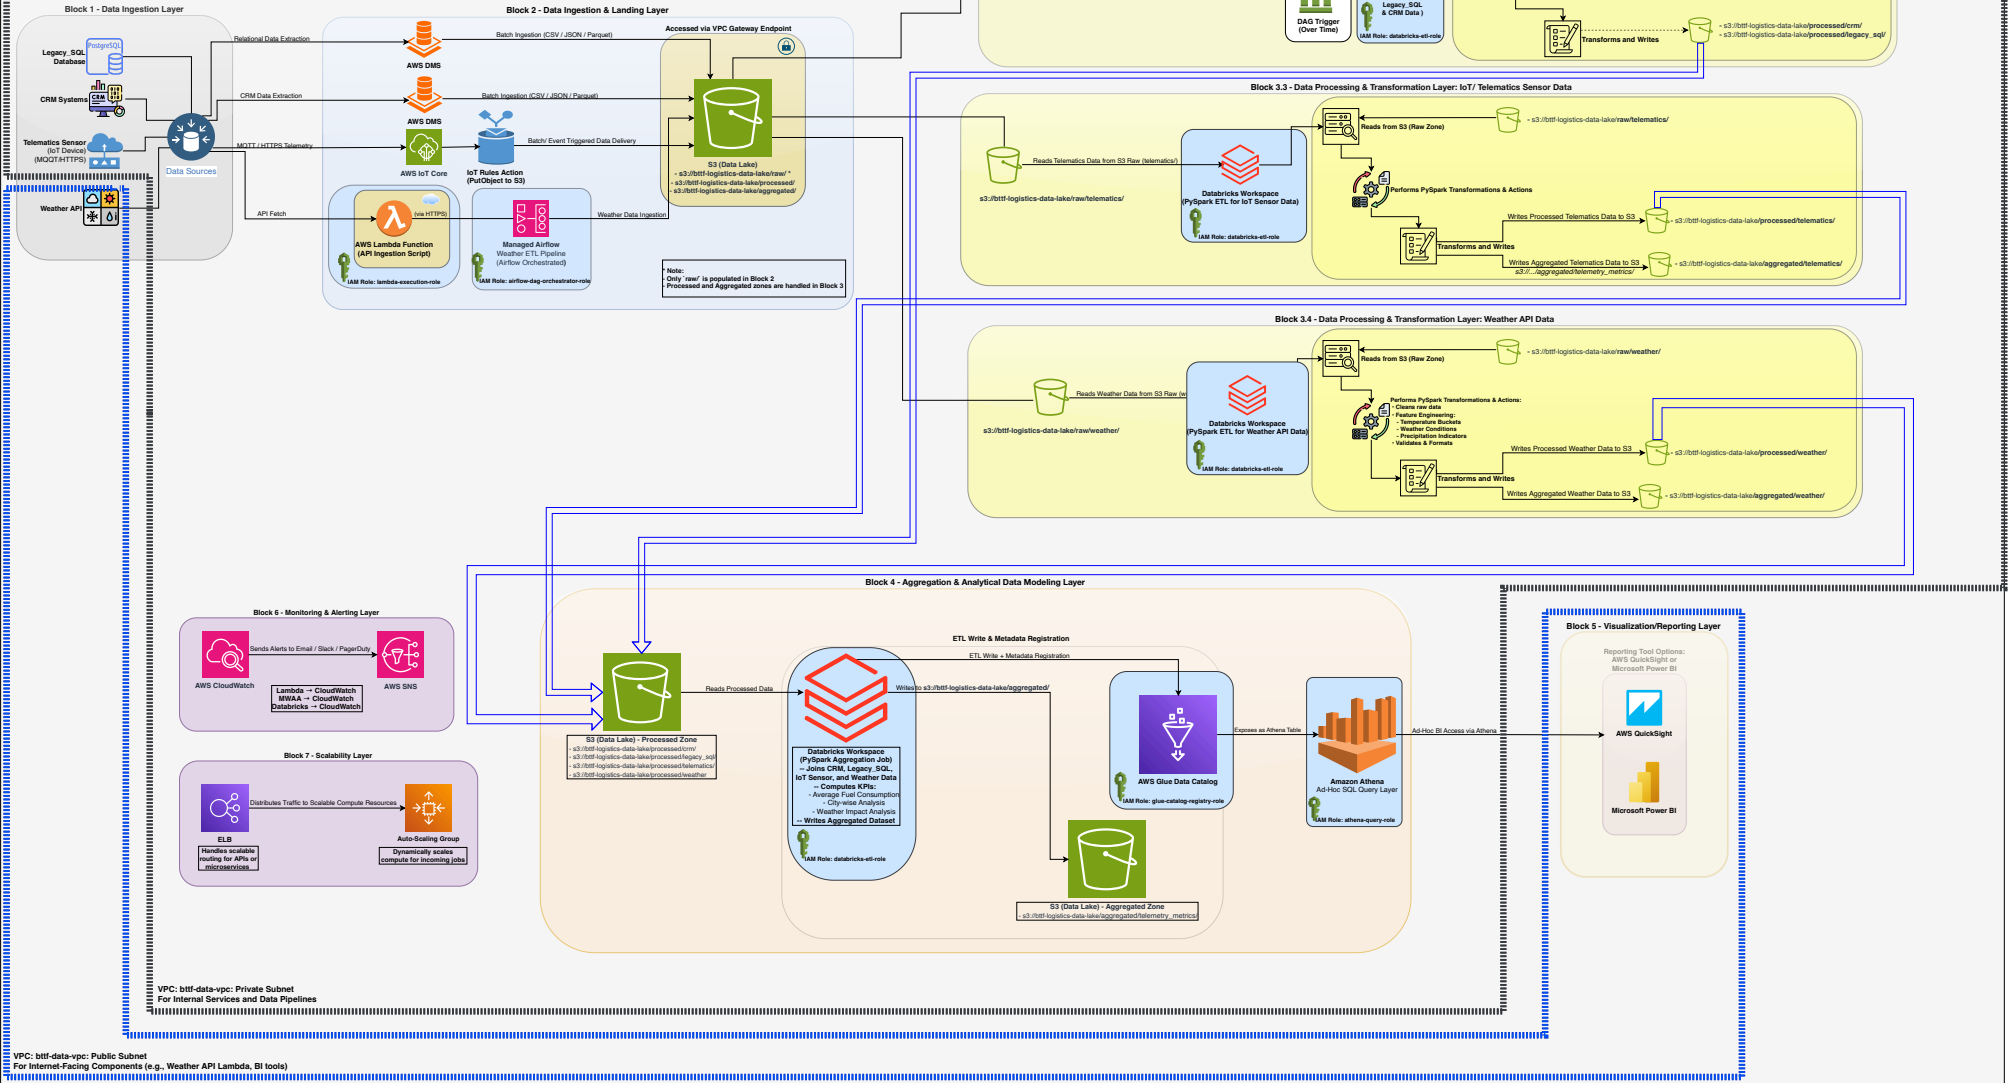 Block 1 - Data Ingestion Layer
PostgreSQL
Legacy_SQL
Database
CRM Systems
CRM
Telematics Sensor
(IoT Device)
(MQQT/HTTPS)
Data Sources
Weather API
Relational Data Extraction
CRM Data Extraction
MQTT / HTTPS Telemetry
API Fetch
Block 2 - Data Ingestion & Landing Layer
AWS DMS
Batch Ingestion (CSV / JSON / Parquet)
AWS DMS
Batch Ingestion (CSV / JSON / Parquet)
AWS IoT Core
IoT Rules Action
(PutObject to S3)
Batch/ Event Triggered Data Delivery
AWS Lambda Function
(API Ingestion Script)
(via HTTPS)
IAM Role: lambda-execution-role
Managed Airflow
Weather ETL Pipeline
(Airflow Orchestrated)
IAM Role: airflow-dag-orchestrator-role
Weather Data Ingestion
Accessed via VPC Gateway Endpoint
S3 (Data Lake)
- s3://bttf-logistics-data-lake/raw/ *
- s3://bttf-logistics-data-lake/processed/
- s3://bttf-logistics-data-lake/aggregated/
* Note:
- Only `raw/` is populated in Block 2
- Processed and Aggregated zones are handled in Block 3
DAG Trigger
(Over Time)
Legacy_SQL
& CRM Data )
IAM Role: databricks-etl-role
Transforms and Writes
- s3://bttf-logistics-data-lake/processed/crm/
- s3://bttf-logistics-data-lake/processed/legacy_sql/
Block 3.3 - Data Processing & Transformation Layer: IoT/ Telematics Sensor Data
s3://bttf-logistics-data-lake/raw/telematics/
Reads Telematics Data from S3 Raw (telematics/)
Databricks Workspace
(PySpark ETL for IoT Sensor Data)
IAM Role: databricks-etl-role
Reads from S3 (Raw Zone)
- s3://bttf-logistics-data-lake/raw/telematics/
Performs PySpark Transformations & Actions
Transforms and Writes
Writes Processed Telematics Data to S3
- s3://bttf-logistics-data-lake/processed/telematics/
Writes Aggregated Telematics Data to S3
s3://.../aggregated/telemetry_metrics/
- s3://bttf-logistics-data-lake/aggregated/telematics/
Block 3.4 - Data Processing & Transformation Layer: Weather API Data
s3://bttf-logistics-data-lake/raw/weather/
Reads Weather Data from S3 Raw (w
Databricks Workspace
(PySpark ETL for Weather API Data)
IAM Role: databricks-etl-role
Reads from S3 (Raw Zone)
- s3://bttf-logistics-data-lake/raw/weather/
Performs PySpark Transformations & Actions:
- Cleans raw data
- Feature Engineering:
- Temperature Buckets
- Weather Conditions
- Precipitation Indicators
- Validates & Formats
Transforms and Writes
Writes Processed Weather Data to S3
- s3://bttf-logistics-data-lake/processed/weather/
Writes Aggregated Weather Data to S3
- s3://bttf-logistics-data-lake/aggregated/weather/
Block 6 - Monitoring & Alerting Layer
AWS CloudWatch
Sends Alerts to Email / Slack / PagerDuty
AWS SNS
Lambda → CloudWatch
MWAA → CloudWatch
Databricks → CloudWatch
Block 7 - Scalability Layer
Distributes Traffic to Scalable Compute Resources
ELB
Handles scalable
routing for APIs or
microservices
Auto-Scaling Group
Dynamically scales
compute for incoming jobs
Block 4 - Aggregation & Analytical Data Modeling Layer
S3 (Data Lake) - Processed Zone
- s3://bttf-logistics-data-lake/processed/crm/
- s3://bttf-logistics-data-lake/processed/legacy_sql/
- s3://bttf-logistics-data-lake/processed/telematics/
- s3://bttf-logistics-data-lake/processed/weather
Reads Processed Data
ETL Write & Metadata Registration
ETL Write + Metadata Registration
Writes to s3://bttf-logistics-data-lake/aggregated/
Databricks Workspace
(PySpark Aggregation Job)
-- Joins CRM, Legacy_SQL,
IoT Sensor, and Weather Data
-- Computes KPIs:
- Average Fuel Consumption
- City-wise Analysis
- Weather Impact Analysis
-- Writes Aggregated Dataset
IAM Role: databricks-etl-role
AWS Glue Data Catalog
IAM Role: glue-catalog-registry-role
S3 (Data Lake) - Aggregated Zone
- s3://bttf-logistics-data-lake/aggregated/telemetry_metrics/
Exposes as Athena Table
Amazon Athena
Ad-Hoc SQL Query Layer
IAM Role: athena-query-role
Ad-Hoc BI Access via Athena
Block 5 - Visualization/Reporting Layer
Reporting Tool Options:
AWS QuickSight or
Microsoft Power BI
AWS QuickSight
Microsoft Power BI
VPC: bttf-data-vpc: Private Subnet
For Internal Services and Data Pipelines
VPC: bttf-data-vpc: Public Subnet
For Internet-Facing Components (e.g., Weather API Lambda, BI tools)